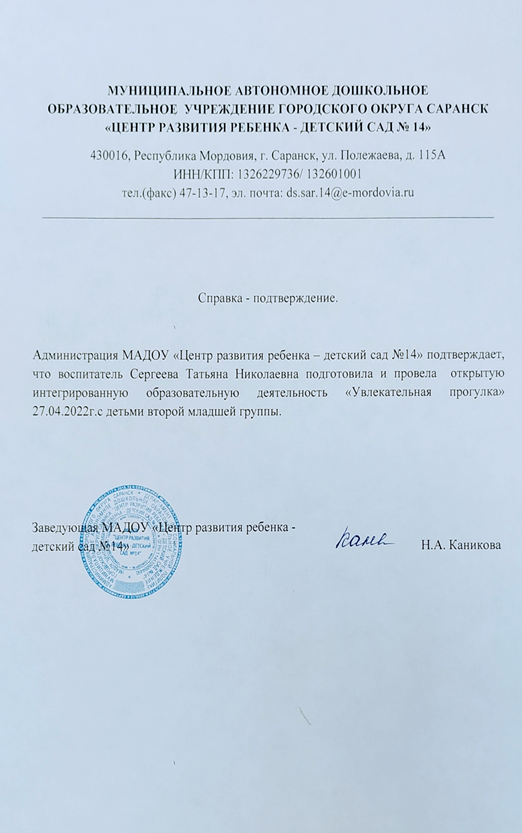 МУНИЦИПАЛЬНОЕ АВТОНОМНОЕ ДОШКОЛЬНОЕ
ОБРАЗОВАТЕЛЬНОЕ УЧРЕЖДЕНИЕ ГОРОДСКОГО ОКРУГА САРАНСК
«ЦЕНТР РАЗВИТИЯ РЕБЕНКА - ДЕТСКИЙ САД № 14»
430016, Республика Мордовия, г. Саранск, ул. Полежаева, д. 115А
ИНН/КПП: 1326229736/ 132601001
тел.(факс) 47-13-17, эл. почта: ds.sar.14@e-mordovia.ru
Справка - подтверждение.
Администрация МАДОУ «Центр развития ребенка – детский сад №14» подтверждает,
что воспитатель Сергеева Татьяна Николаевна подготовила и провела открытую
интегрированную образовательную деятельность «Увлекательная прогулка»
27.04.2022г.с детьми второй младшей группы.
Заведующая МАДОУ «Центр развития ребенка -
детский сад №14»
Н.А. Каникова
"ЦЕНТР РАЗВИТИЯ
САД №14"